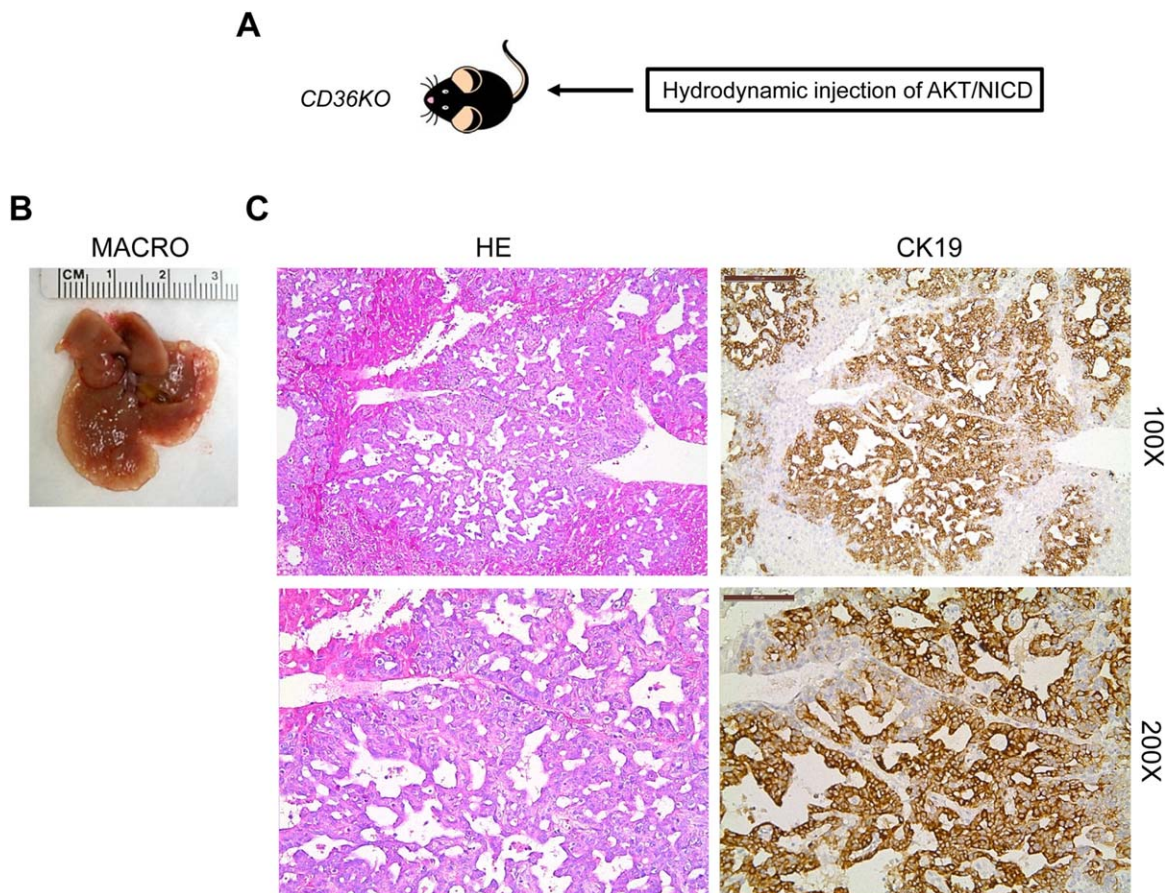 A
CD36KO
Hydrodynamic injection of AKT/NICD
B
C
MACRO
HE
CK19
CM 1 2 3
100X
200X